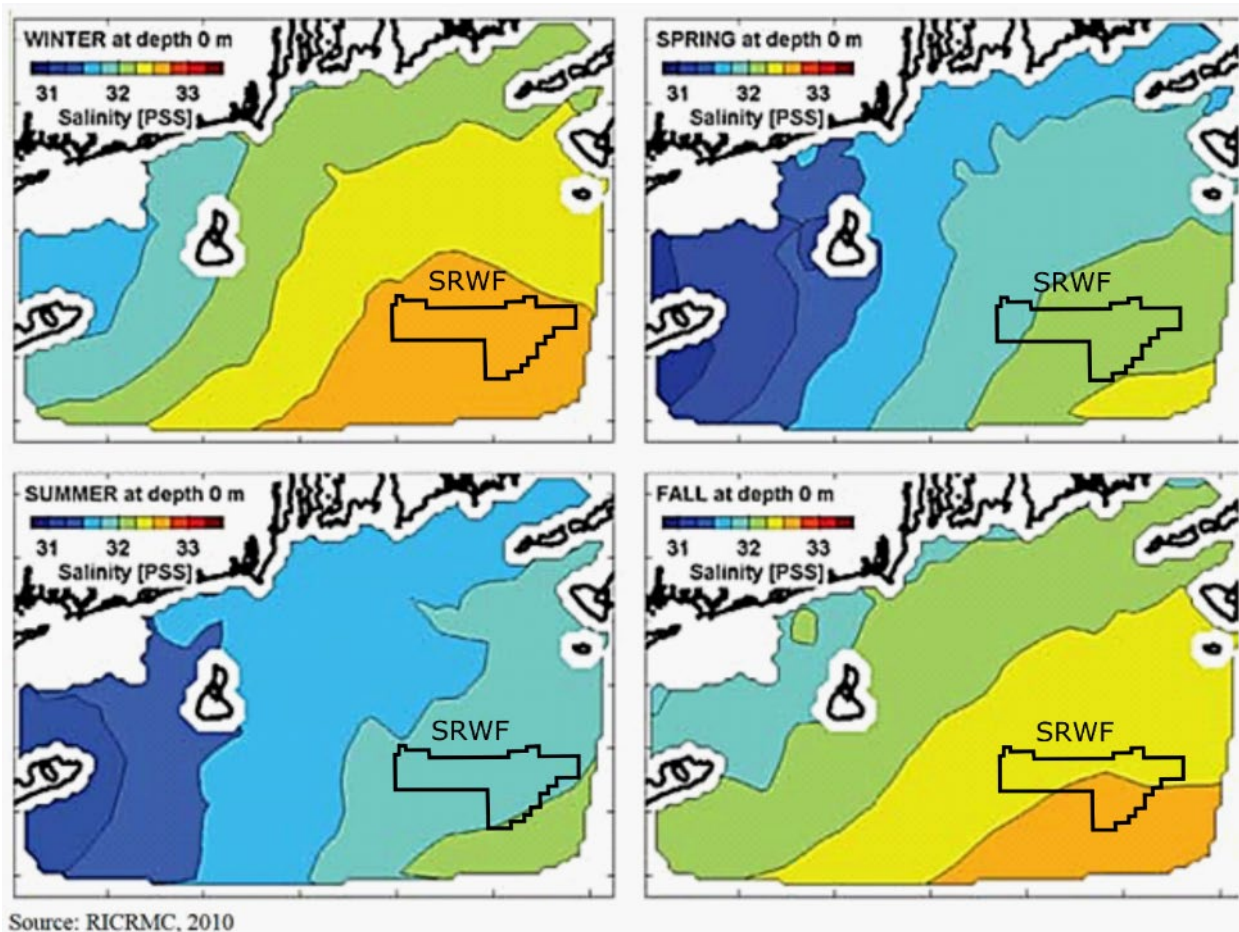 WINTER at depth 0 m
31 32 33
Salinity [PSS]
SRWF
SPRING at depth 0 m
31 32 33
Salinity [PSS]
SRWF
SUMMER at depth 0 m
31 32 33
Salinity [PSS]
SRWF
FALL at depth 0 m
31 32 33
Salinity [PSS]
SRWF
Source: RICRMC, 2010